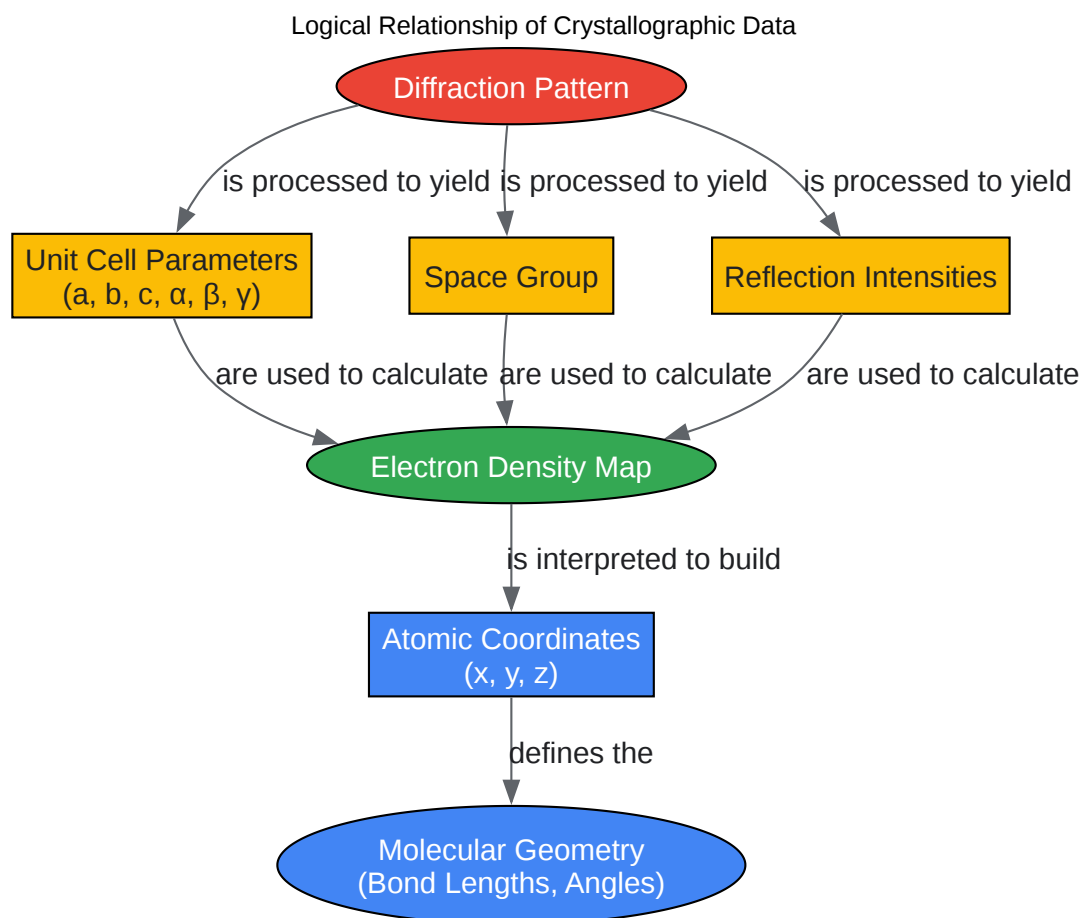 Logical Relationship of Crystallographic Data
Diffraction Pattern
is processed to yield
is processed to yield
is processed to yield
Unit Cell Parameters
(a, b, c, α, β, γ)
Space Group
Reflection Intensities
are used to calculate
are used to calculate
are used to calculate
Electron Density Map
is interpreted to build
Atomic Coordinates
(x, y, z)
defines the
Molecular Geometry
(Bond Lengths, Angles)